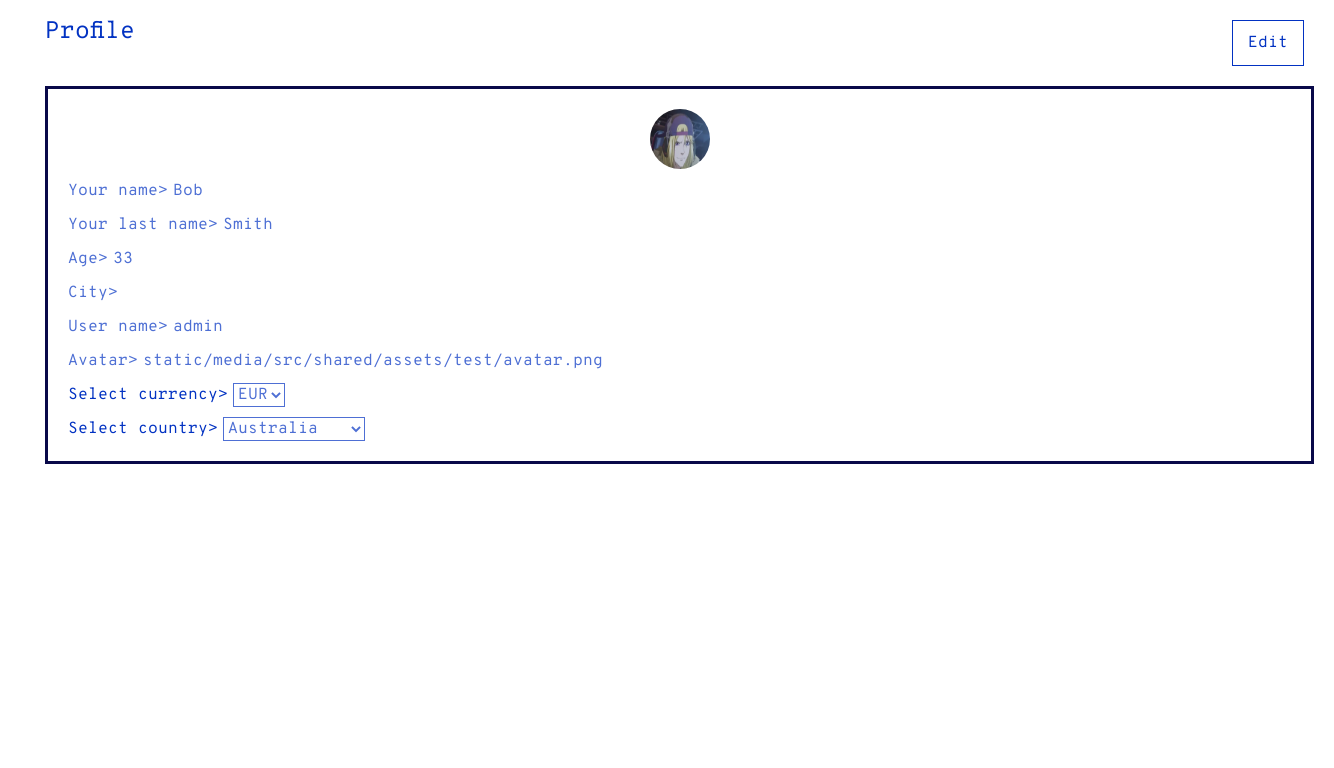 Profile
Edit
Your name> Bob
Your last name> Smith
Age> 33
City>
User name> admin
Avatar> static/media/src/shared/assets/test/avatar.png
Select currency> EUR
Select country> Australia